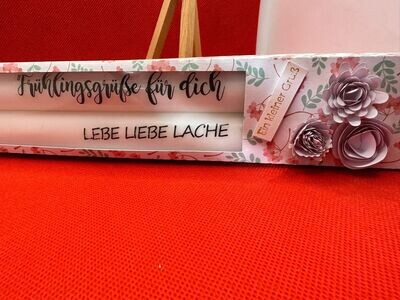 Frühlingsgrüße für dich
LEBE LIEBE LACHE
Ein kleiner Gruß